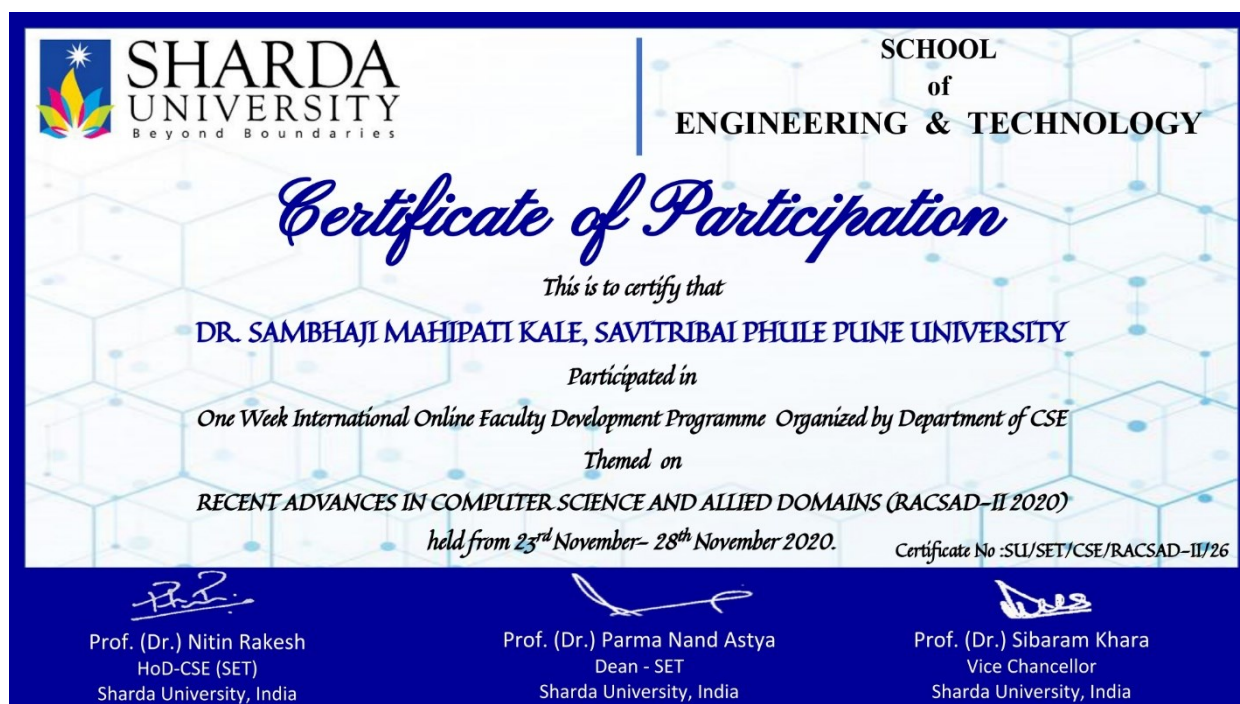 SHARDA
UNIVERSITY
Beyond Boundaries
SCHOOL
of
ENGINEERING & TECHNOLOGY
Certificate of Participation
This is to certify that
DR. SAMBHAJI MAHIPATI KALE, SAVITRIBAI PHULE PUNE UNIVERSITY
Participated in
One Week International Online Faculty Development Programme Organized by Department of CSE
Themed on
RECENT ADVANCES IN COMPUTER SCIENCE AND ALLIED DOMAINS (RACSAD-II 2020)
held from 23rd November- 28th November 2020.
Certificate No :SU/SET/CSE/RACSAD-II/26
Prof. (Dr.) Nitin Rakesh
HoD-CSE (SET)
Sharda University, India
Prof. (Dr.) Parma Nand Astya
Dean - SET
Sharda University, India
Prof. (Dr.) Sibaram Khara
Vice Chancellor
Sharda University, India